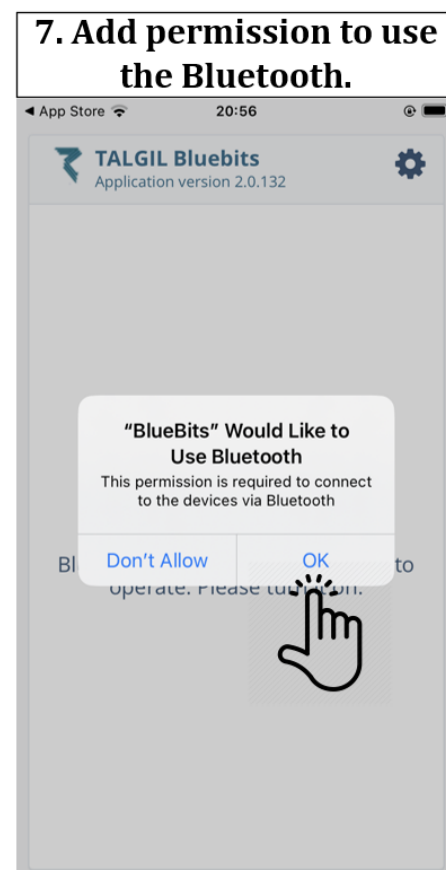 7. Add permission to use
the Bluetooth.
App Store 20:56
TALGIL Bluebits
Application version 2.0.132
“BlueBits” Would Like to
Use Bluetooth
This permission is required to connect
to the devices via Bluetooth
Don’t Allow OK
Bl to
operate. Please turn on.